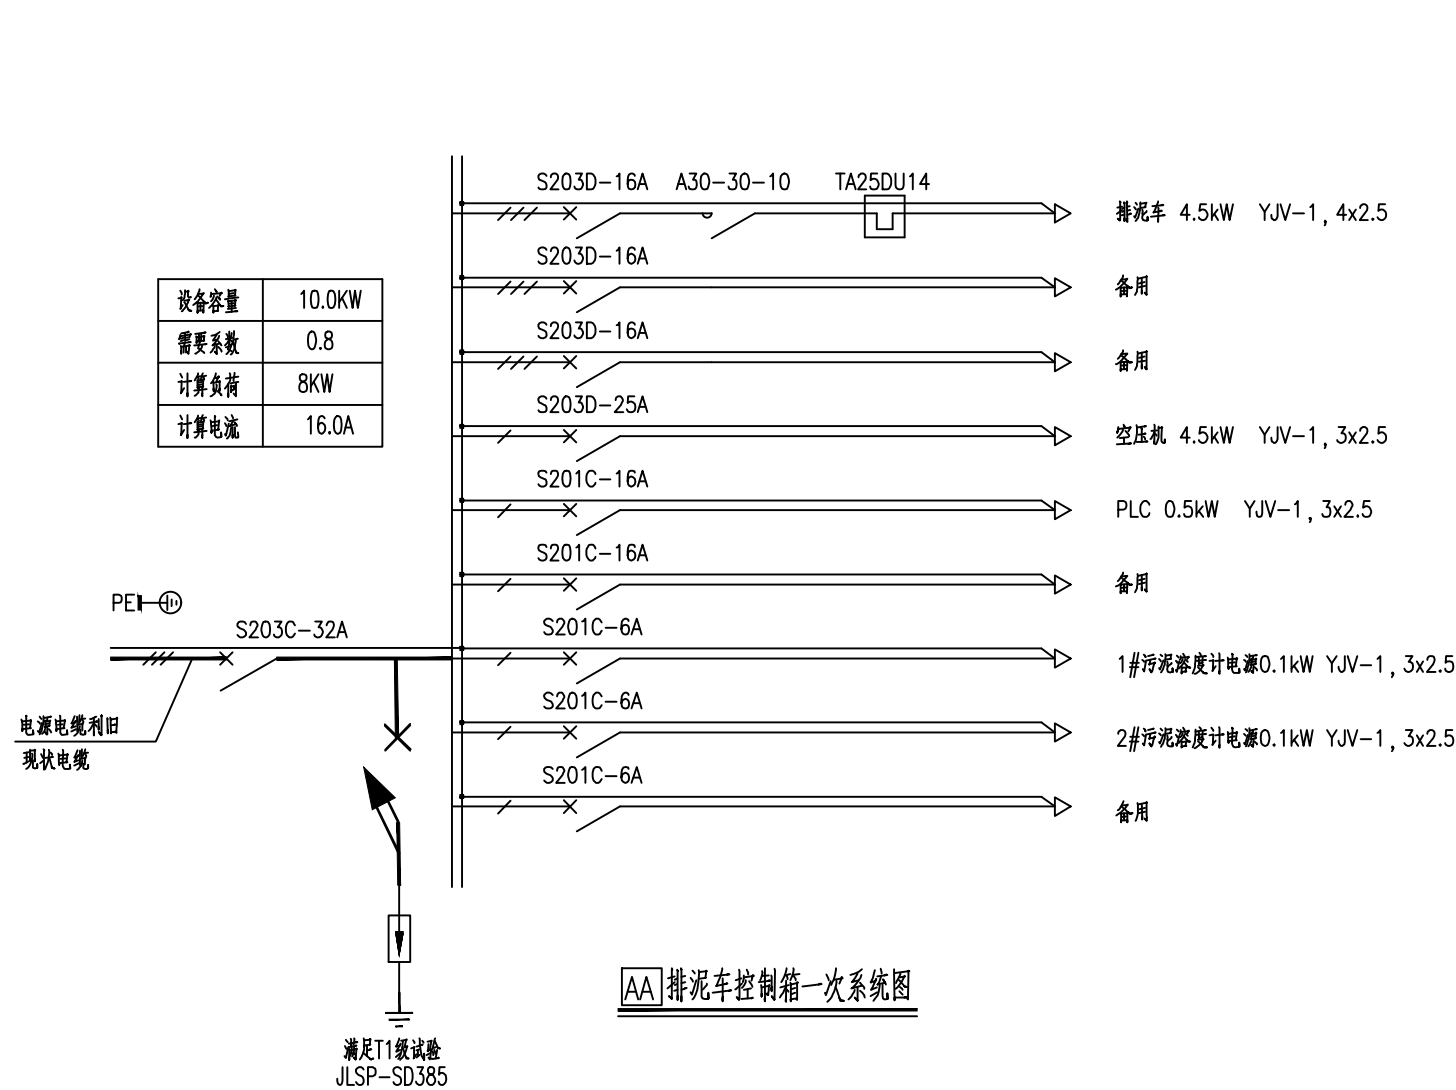 S203D-16A A30-30-10 TA25DU14
排泥车 4.5kW YJV-1, 4x2.5
S203D-16A
备用
S203D-16A
备用
S203D-25A
空压机 4.5kW YJV-1, 3x2.5
S201C-16A
PLC 0.5kW YJV-1, 3x2.5
S201C-16A
备用
S201C-6A
1#污泥溶度计电源0.1kW YJV-1, 3x2.5
S201C-6A
2#污泥溶度计电源0.1kW YJV-1, 3x2.5
S201C-6A
备用
设备容量 10.0KW
需要系数 0.8
计算负荷 8KW
计算电流 16.0A
PE
S203C-32A
电源电缆利旧
现状电缆
满足T1级试验
JLSP-SD385
AA 排泥车控制箱一次系统图